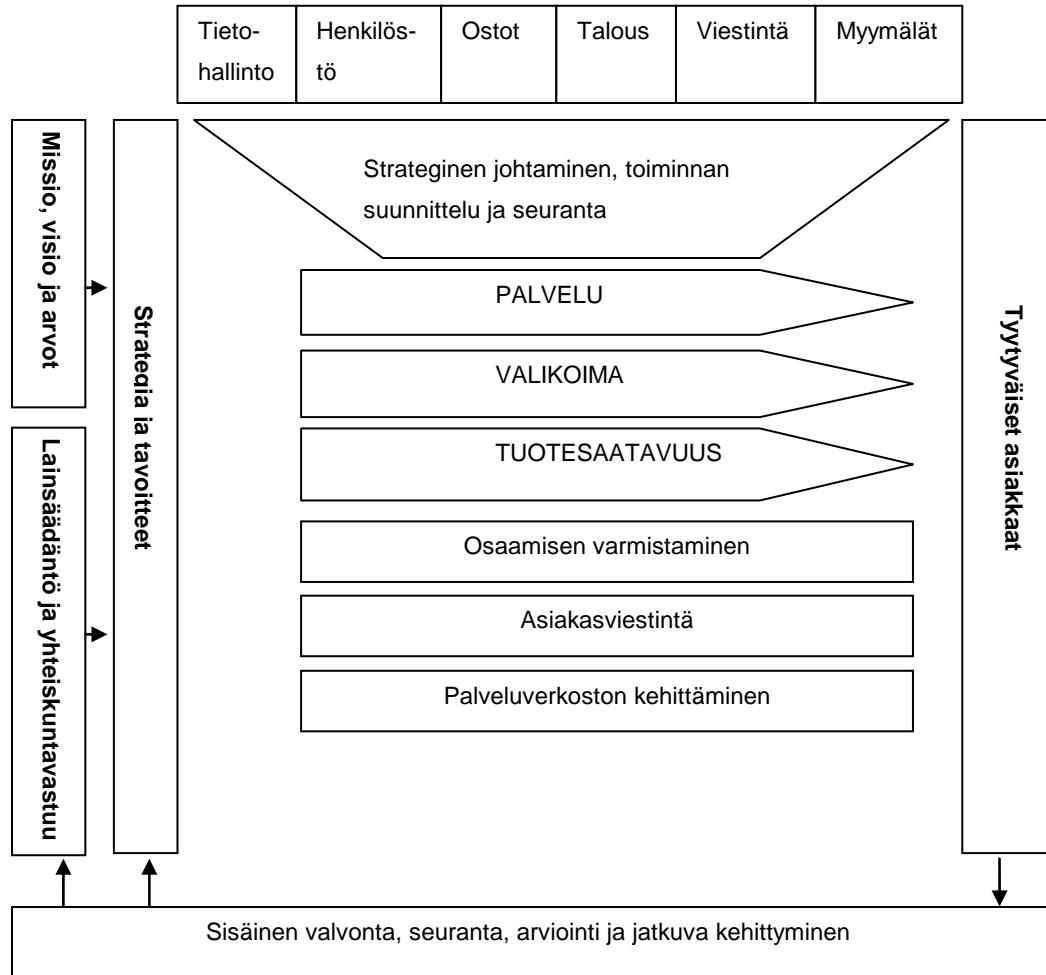 Tieto-
hallinto
Henkilös-
tö
Ostot
Talous
Viestintä
Myymälät
Missio, visio ja arvot
Lainsäädäntö ja yhteiskuntavastuu
Strategia ja tavoitteet
Strateginen johtaminen, toiminnan
suunnittelu ja seuranta
PALVELU
VALIKOIMA
TUOTESAATAVUUS
Osaamisen varmistaminen
Asiakasviestintä
Palveluverkoston kehittäminen
Tyytyväiset asiakkaat
Sisäinen valvonta, seuranta, arviointi ja jatkuva kehittyminen